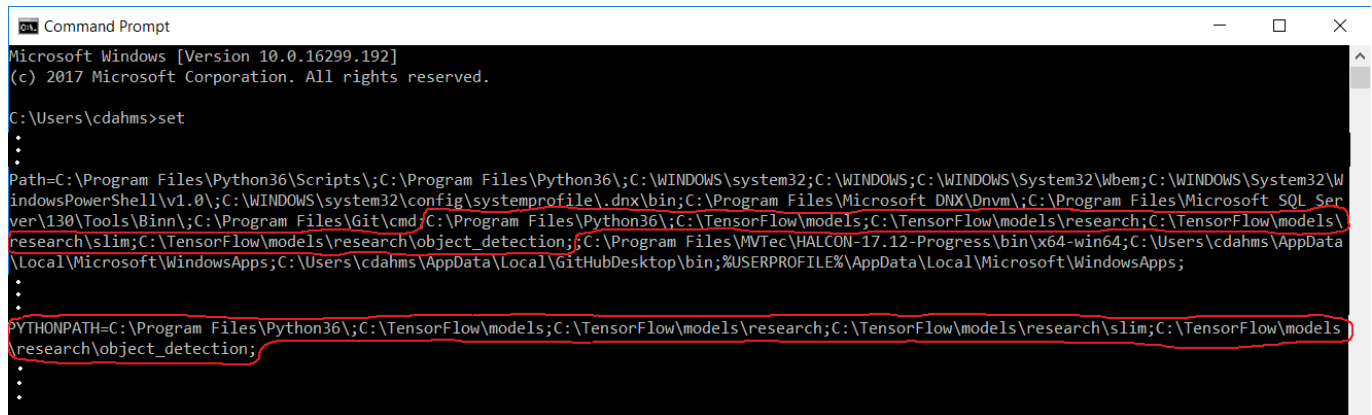 Command Prompt
Microsoft Windows [Version 10.0.16299.192]
(c) 2017 Microsoft Corporation. All rights reserved.
C:\Users\cdahms>set
Path=C:\Program Files\Python36\Scripts\;C:\Program Files\Python36\;C:\WINDOWS\system32;C:\WINDOWS;C:\WINDOWS\System32\Wbem;C:\WINDOWS\System32\W
indowsPowerShell\v1.0\;C:\WINDOWS\system32\config\systemprofile\.dnx\bin;C:\Program Files\Microsoft DNX\Dnvm\;C:\Program Files\Microsoft SQL Ser
ver\130\Tools\Binn\;C:\Program Files\Git\cmd;C:\Program Files\Python36\;C:\TensorFlow\models;C:\TensorFlow\models\research;C:\TensorFlow\models\
research\slim;C:\TensorFlow\models\research\object_detection;;C:\Program Files\MVTec\HALCON-17.12-Progress\bin\x64-win64;C:\Users\cdahms\AppData
\Local\Microsoft\WindowsApps;C:\Users\cdahms\AppData\Local\GitHubDesktop\bin;%USERPROFILE%\AppData\Local\Microsoft\WindowsApps;
PYTHONPATH=C:\Program Files\Python36\;C:\TensorFlow\models;C:\TensorFlow\models\research;C:\TensorFlow\models\research\slim;C:\TensorFlow\models
\research\object_detection;